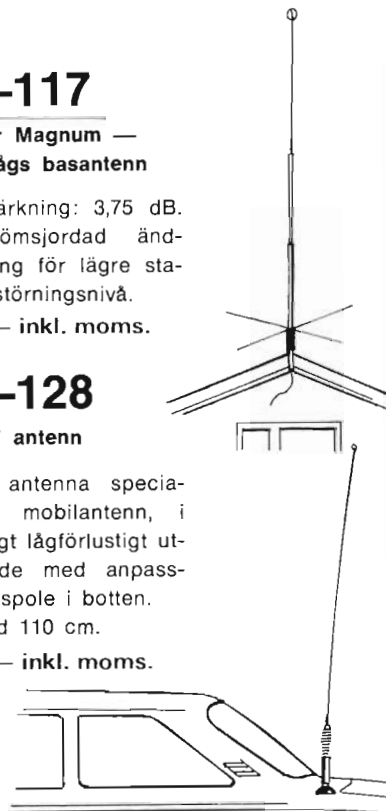 -117
Magnum —
ågs basantenn
ärkning: 3,75 dB.
ömsjordad änd-
ng för lägre sta-
störningsnivå.
— inkl. moms.
-128
antenn
antenna specia-
mobilantenn, i
gt lågförlustigt ut-
de med anpass-
spole i botten.
d 110 cm.
— inkl. moms.